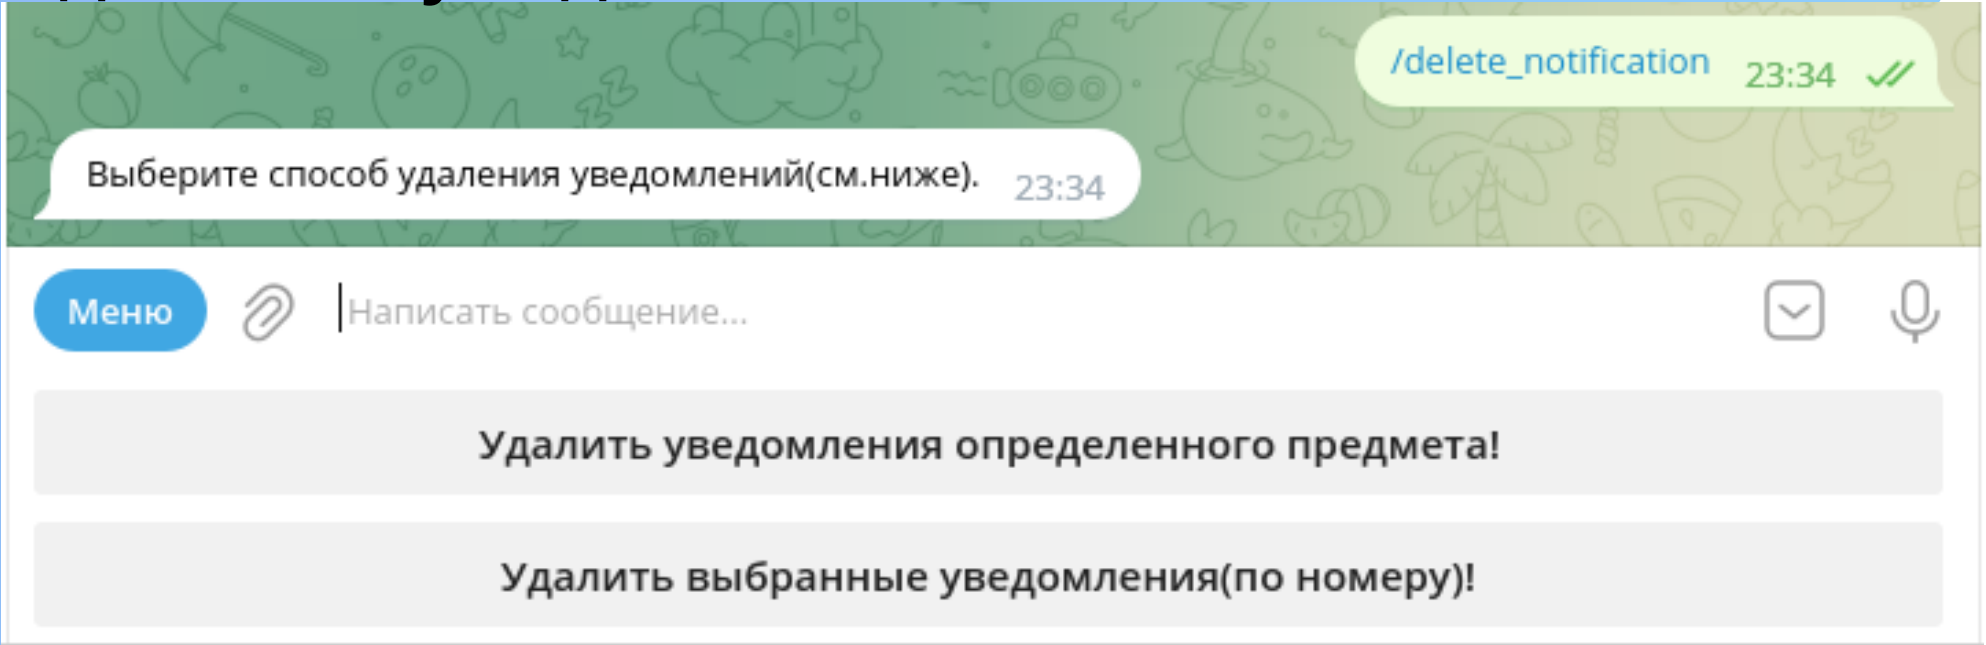 /delete_notification 23:34
Выберите способ удаления уведомлений(см.ниже). 23:34
Меню Написать сообщение...
Удалить уведомления определенного предмета!
Удалить выбранные уведомления(по номеру)!